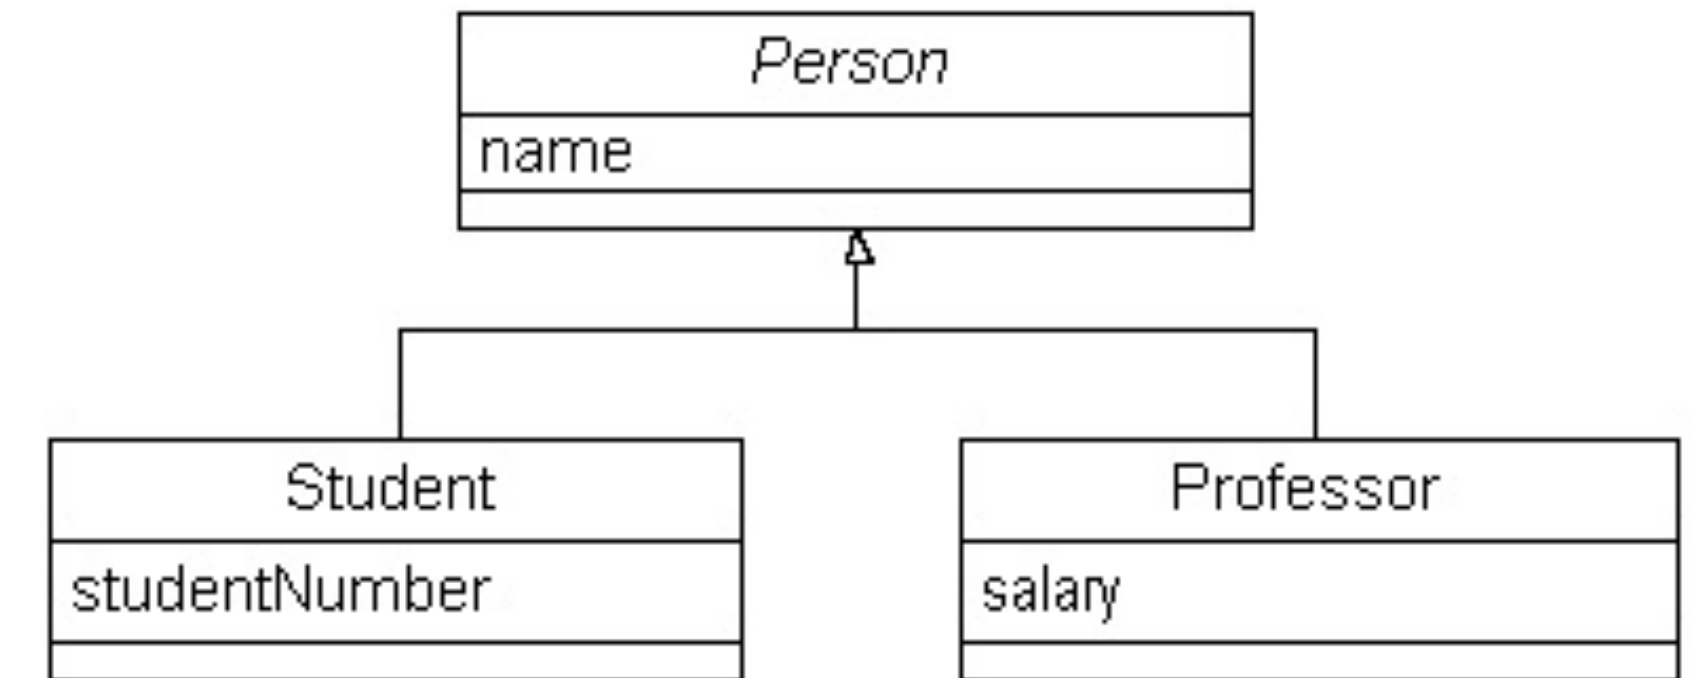 Person
name
Student
studentNumber
Professor
salary